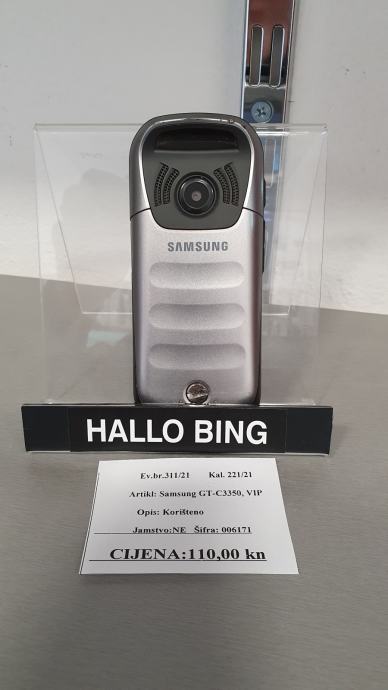 SAMSUNG
HALLO BING
Ev.br.311/21 Kal. 221/21
Artikl: Samsung GT-C3350, VIP
Opis: Korišteno
Jamstvo:NE Šifra: 006171
CIJENA:110,00 kn